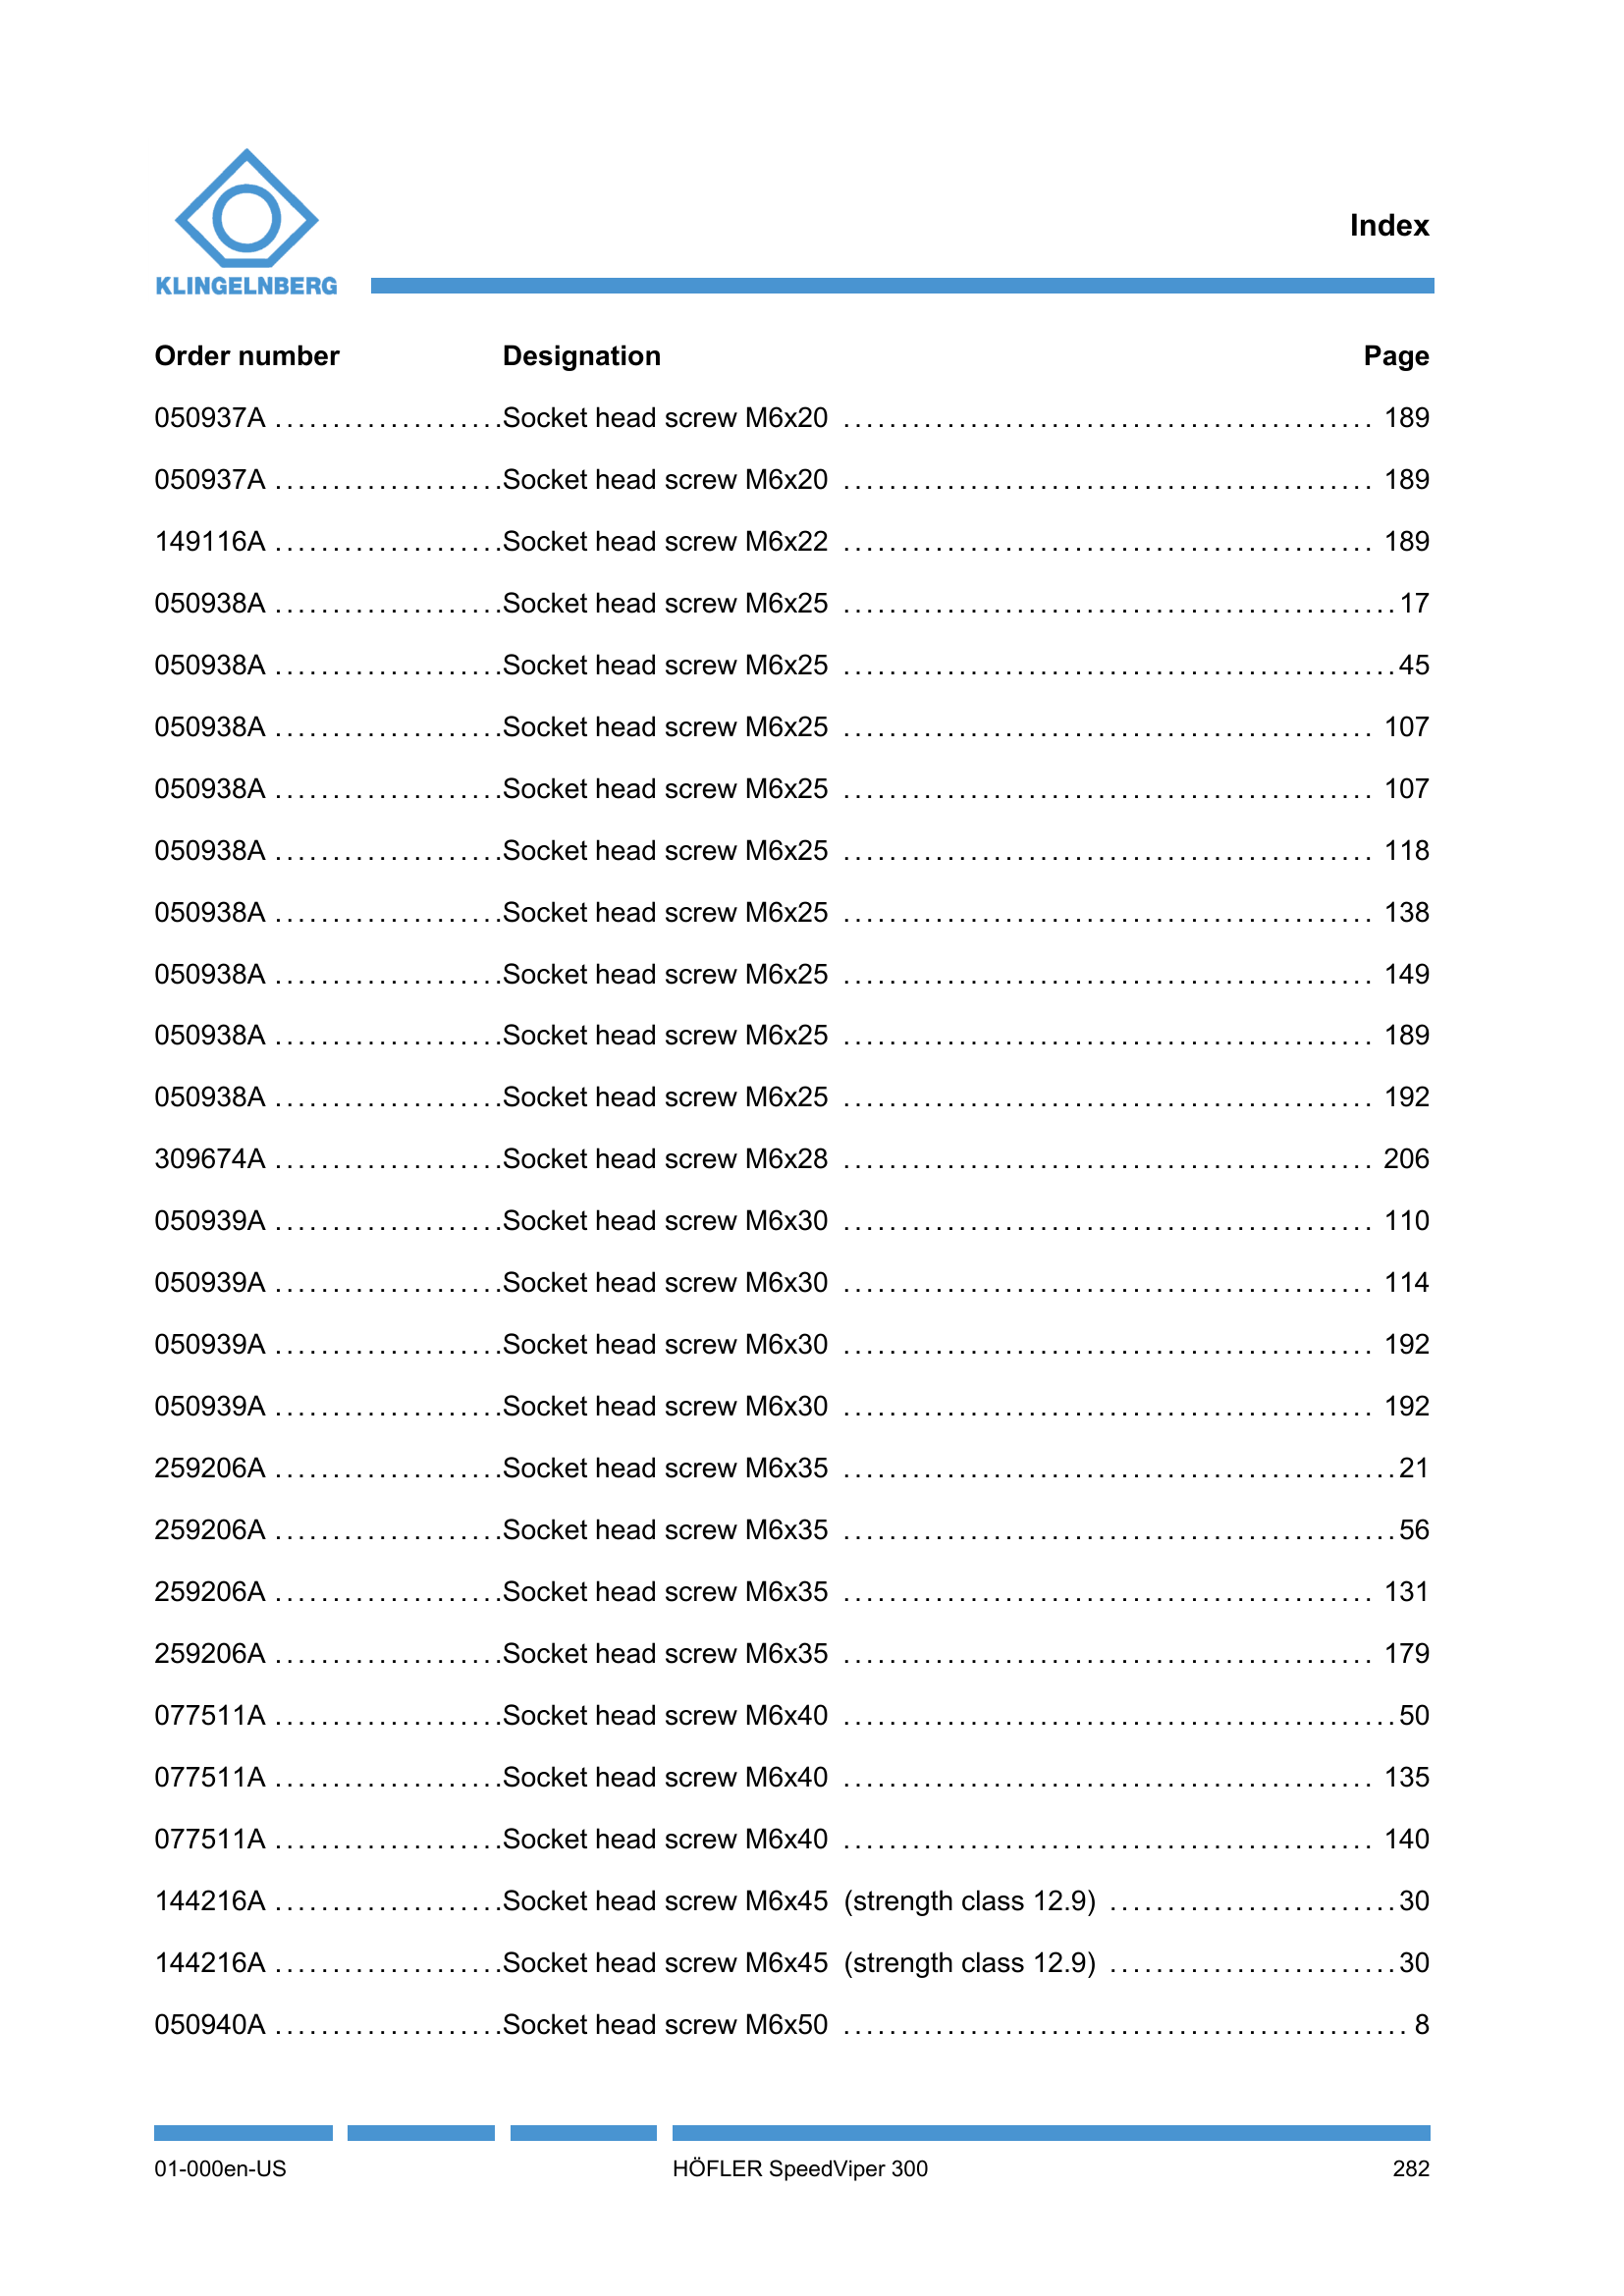 Index
KLINGELNBERG
Order number Designation Page
050937A ....................Socket head screw M6x20 .............................................. 189
050937A ....................Socket head screw M6x20 .............................................. 189
149116A ....................Socket head screw M6x22 .............................................. 189
050938A ....................Socket head screw M6x25 ................................................17
050938A ....................Socket head screw M6x25 ................................................45
050938A ....................Socket head screw M6x25 .............................................. 107
050938A ....................Socket head screw M6x25 .............................................. 107
050938A ....................Socket head screw M6x25 .............................................. 118
050938A ....................Socket head screw M6x25 .............................................. 138
050938A ....................Socket head screw M6x25 .............................................. 149
050938A ....................Socket head screw M6x25 .............................................. 189
050938A ....................Socket head screw M6x25 .............................................. 192
309674A ....................Socket head screw M6x28 .............................................. 206
050939A ....................Socket head screw M6x30 .............................................. 110
050939A ....................Socket head screw M6x30 .............................................. 114
050939A ....................Socket head screw M6x30 .............................................. 192
050939A ....................Socket head screw M6x30 .............................................. 192
259206A ....................Socket head screw M6x35 ................................................21
259206A ....................Socket head screw M6x35 ................................................56
259206A ....................Socket head screw M6x35 .............................................. 131
259206A ....................Socket head screw M6x35 .............................................. 179
077511A ....................Socket head screw M6x40 ................................................50
077511A ....................Socket head screw M6x40 .............................................. 135
077511A ....................Socket head screw M6x40 .............................................. 140
144216A ....................Socket head screw M6x45 (strength class 12.9) .........................30
144216A ....................Socket head screw M6x45 (strength class 12.9) .........................30
050940A ....................Socket head screw M6x50 ................................................. 8
01-000en-US HÖFLER SpeedViper 300 282